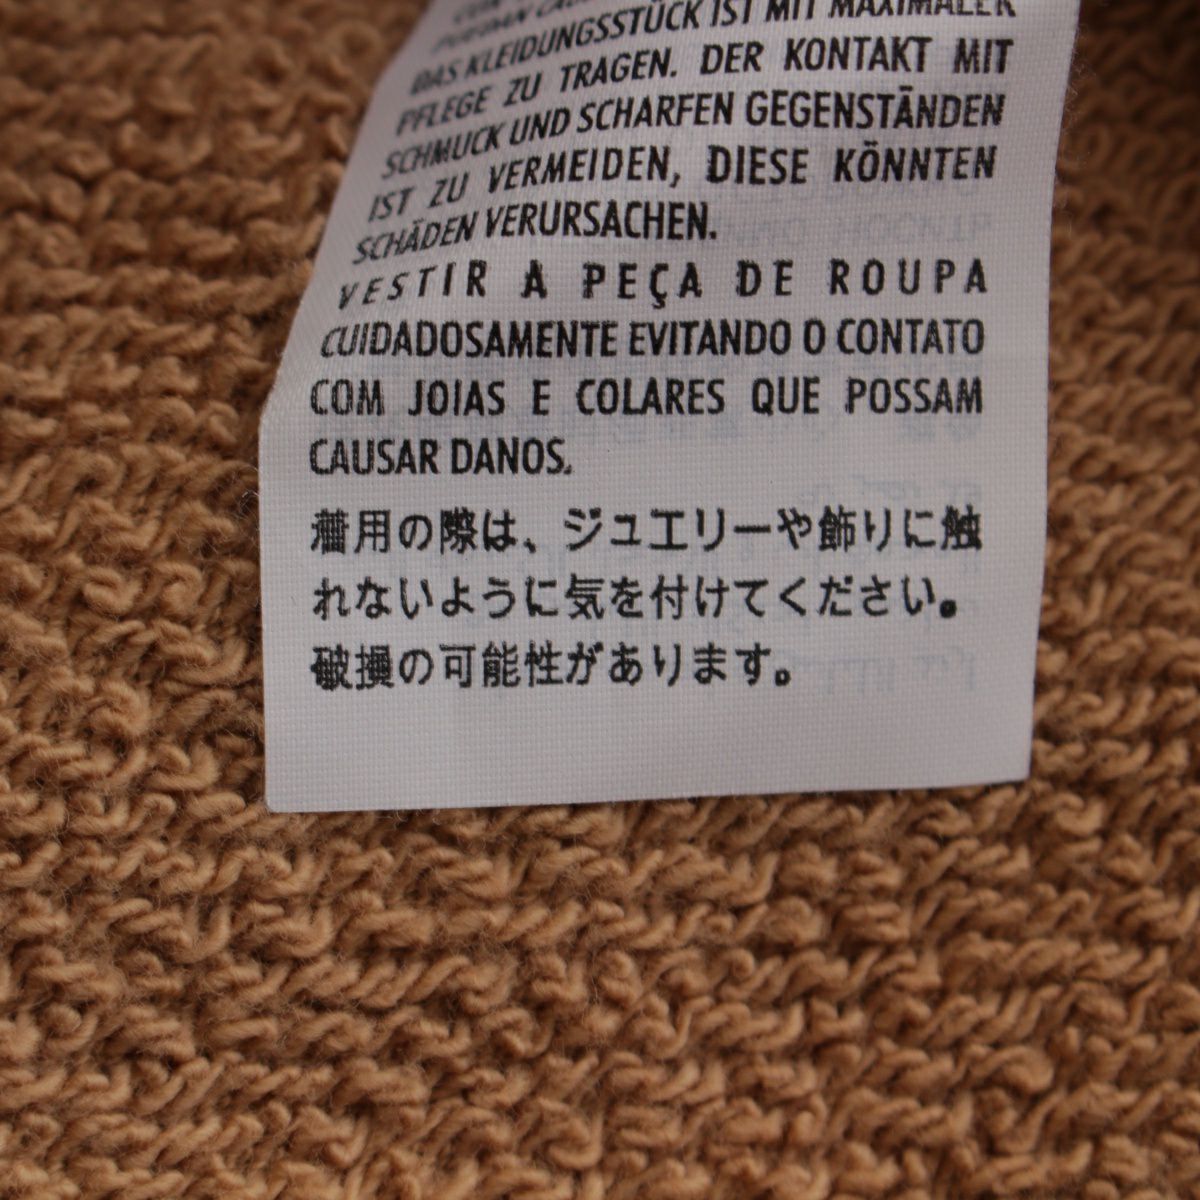 DAS KLEIDUNGSSTÜCK IST MIT MAXIMALER
PFLEGE ZU TRAGEN. DER KONTAKT MIT
SCHMUCK UND SCHARFEN GEGENSTÄNDEN
IST ZU VERMEIDEN, DIESE KÖNNTEN
SCHÄDEN VERURSACHEN.
VESTIR A PEÇA DE ROUPA
CUIDADOSAMENTE EVITANDO O CONTATO
COM JOIAS E COLARES QUE POSSAM
CAUSAR DANOS.
着用の際は、ジュエリーや飾りに触
れないように気を付けてください。
破損の可能性があります。